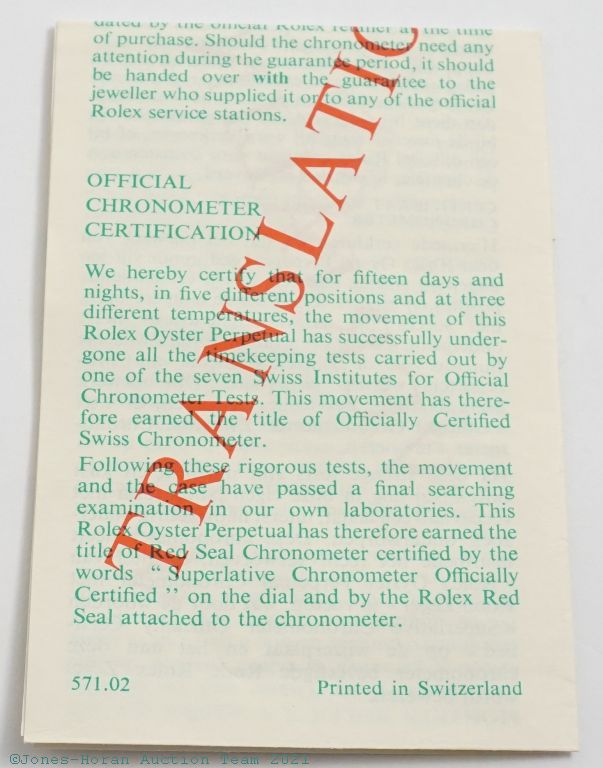 dated by the official Rolex retailer at the time
of purchase. Should the chronometer need any
attention during the guarantee period, it should
be handed over with the guarantee to the
jeweller who supplied it or to any of the official
Rolex service stations.
OFFICIAL
CHRONOMETER
CERTIFICATION
We hereby certify that for fifteen days and
nights, in five different positions and at three
different temperatures, the movement of this
Rolex Oyster Perpetual has successfully under-
gone all the timekeeping tests carried out by
one of the seven Swiss Institutes for Official
Chronometer Tests. This movement has there-
fore earned the title of Officially Certified
Swiss Chronometer.
Following these rigorous tests, the movement
and the case have passed a final searching
examination in our own laboratories. This
Rolex Oyster Perpetual has therefore earned the
title of Red Seal Chronometer certified by the
words “ Superlative Chronometer Officially
Certified ” on the dial and by the Rolex Red
Seal attached to the chronometer.
571.02 Printed in Switzerland
TRANSLATIO
©Jones-Horan Auction Team 2021